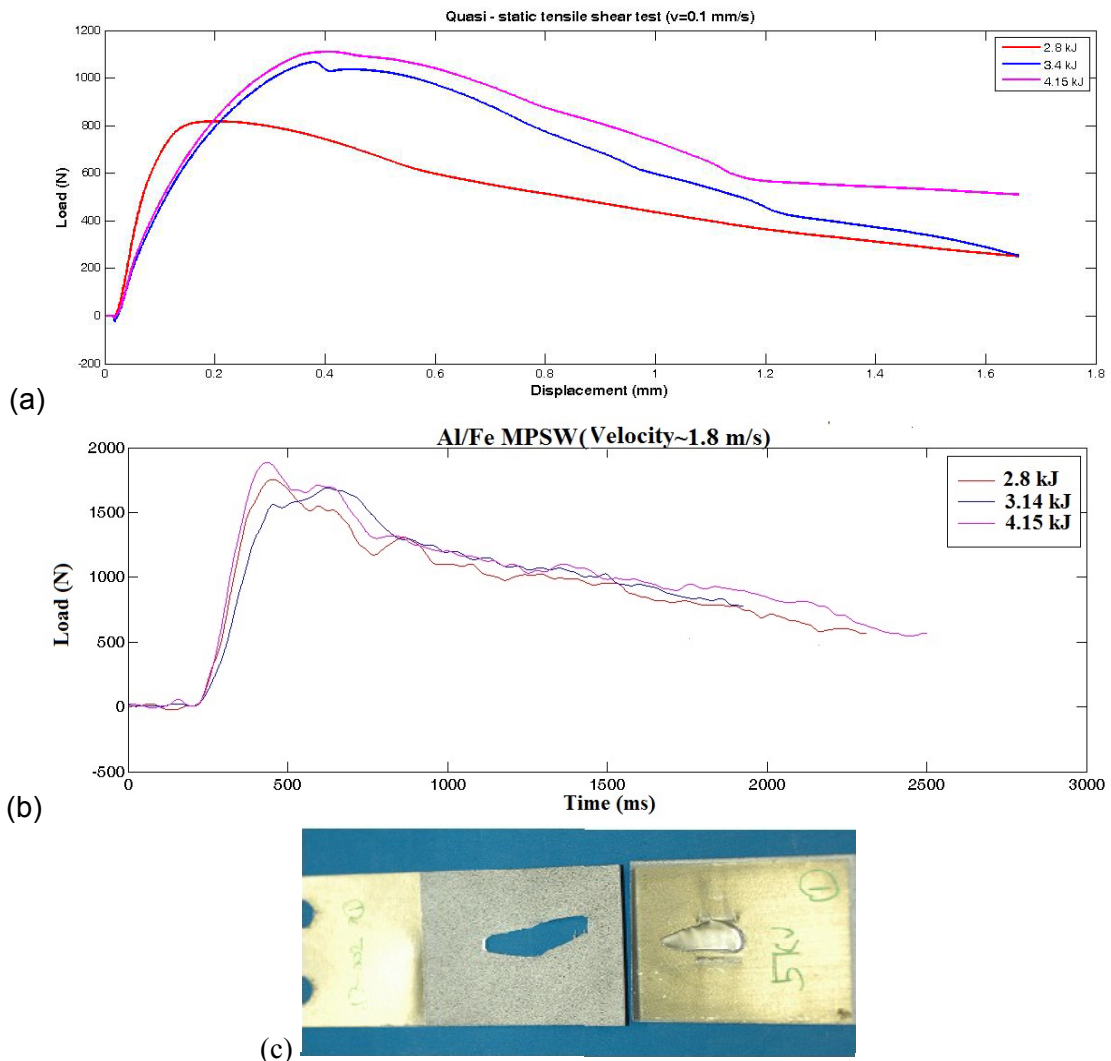 Quasi - static tensile shear test (v=0.1 mm/s)
1200
1000
800
600
400
200
0
-200
Load (N)
2.8 kJ
3.4 kJ
4.15 kJ
0 0.2 0.4 0.6 0.8 1 1.2 1.4 1.6 1.8
Displacement (mm)
(a)
Al/Fe MPSW(Velocity~1.8 m/s)
2000
1500
1000
500
0
-500
Load (N)
2.8 kJ
3.14 kJ
4.15 kJ
0 500 1000 1500 2000 2500 3000
Time (ms)
(b)
1
5KV
(c)